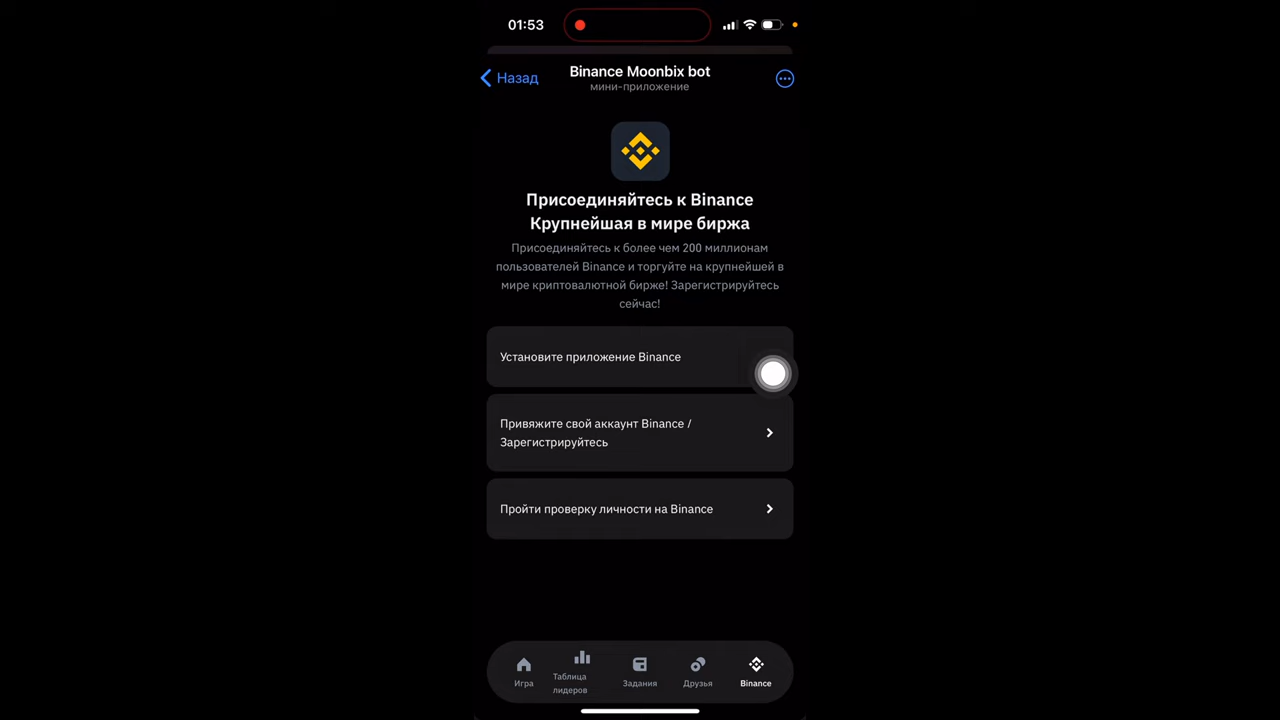 01:53
Назад
Binance Moonbix bot
мини-приложение
Присоединяйтесь к Binance
Крупнейшая в мире биржа
Присоединяйтесь к более чем 200 миллионам
пользователей Binance и торгуйте на крупнейшей в
мире криптовалютной бирже! Зарегистрируйтесь
сейчас!
Установите приложение Binance
Привяжите свой аккаунт Binance /
Зарегистрируйтесь
Пройти проверку личности на Binance
Игра
Таблица
лидеров
Задания
Друзья
Binance